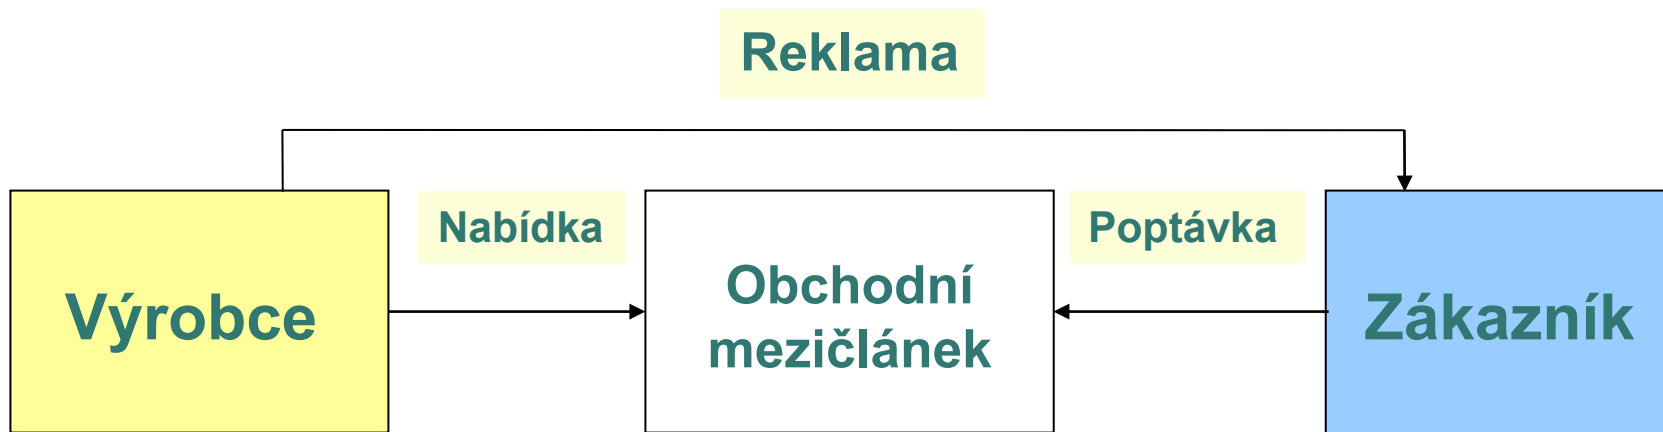 Reklama
Výrobce
Nabídka
Obchodní
mezičlánek
Poptávka
Zákazník